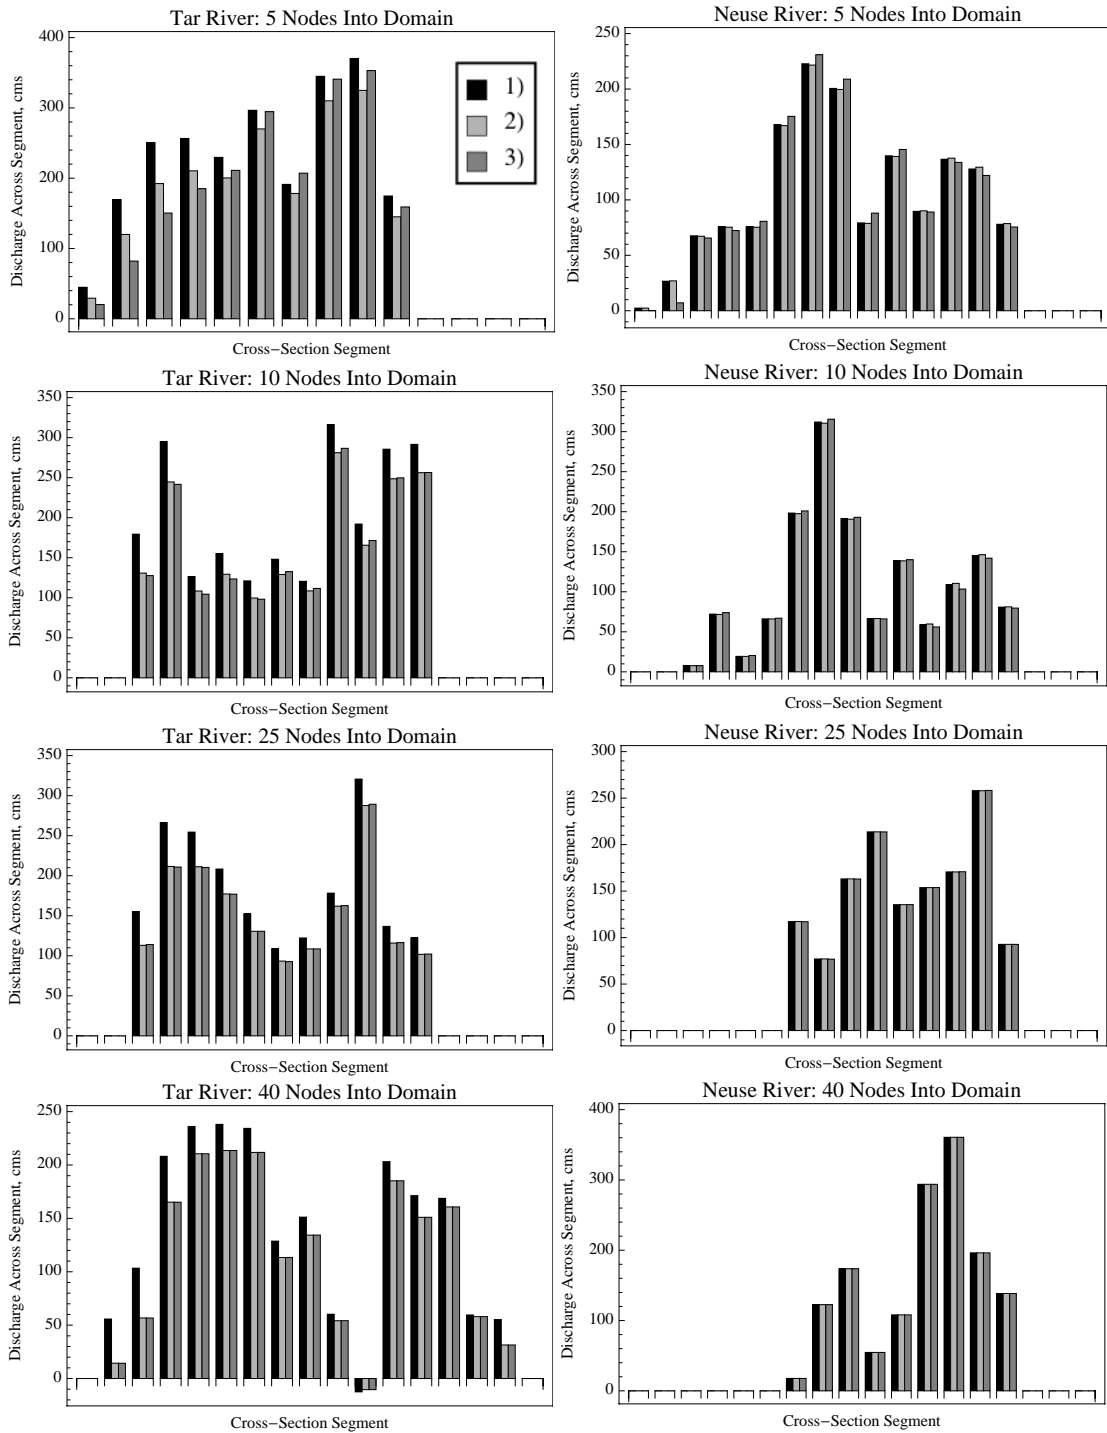 Tar River: 5 Nodes Into Domain
Discharge Across Segment, cms
400
300
200
100
0
1)
2)
3)
Cross−Section Segment
Neuse River: 5 Nodes Into Domain
Discharge Across Segment, cms
250
200
150
100
50
0
Cross−Section Segment
Tar River: 10 Nodes Into Domain
Discharge Across Segment, cms
350
300
250
200
150
100
50
0
Cross−Section Segment
Neuse River: 10 Nodes Into Domain
Discharge Across Segment, cms
350
300
250
200
150
100
50
0
Cross−Section Segment
Tar River: 25 Nodes Into Domain
Discharge Across Segment, cms
350
300
250
200
150
100
50
0
Cross−Section Segment
Neuse River: 25 Nodes Into Domain
Discharge Across Segment, cms
300
250
200
150
100
50
0
Cross−Section Segment
Tar River: 40 Nodes Into Domain
Discharge Across Segment, cms
250
200
150
100
50
0
Cross−Section Segment
Neuse River: 40 Nodes Into Domain
Discharge Across Segment, cms
400
300
200
100
0
Cross−Section Segment